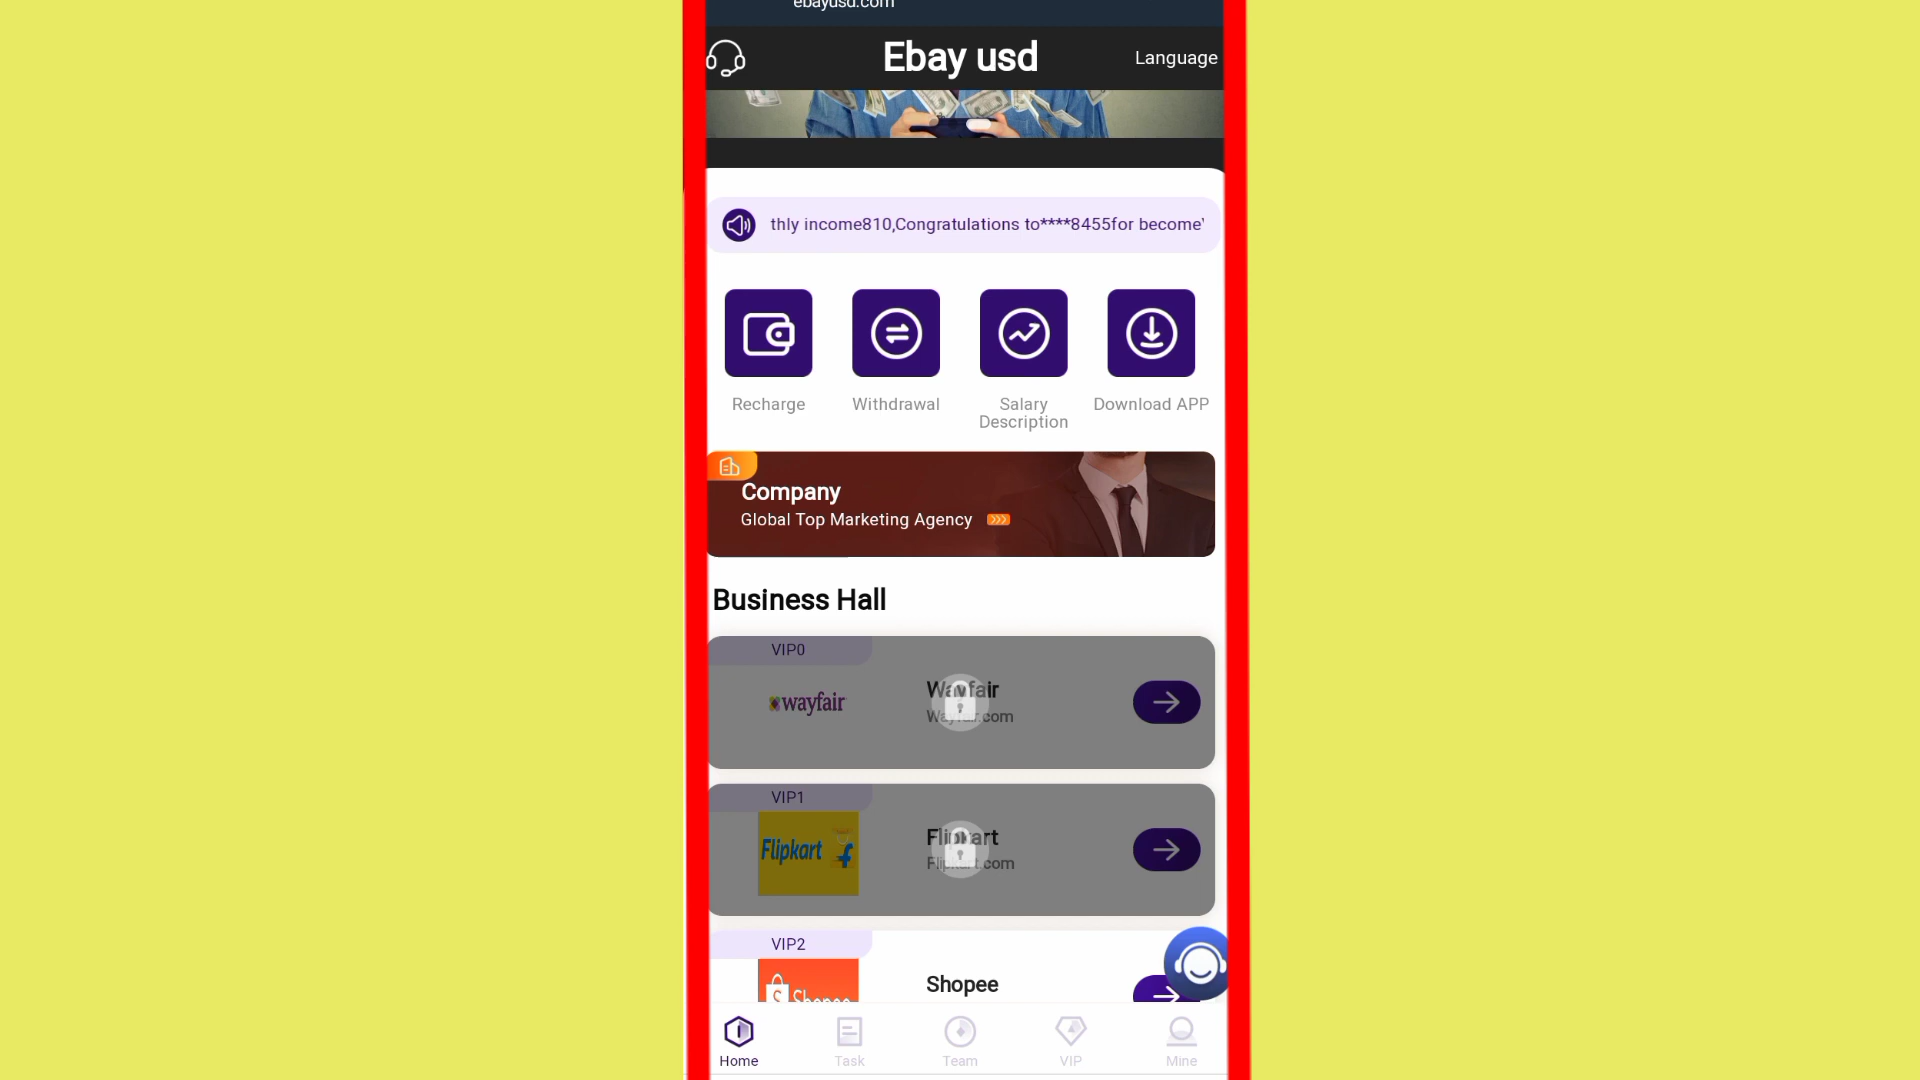 ebayusd.com
Ebay usd
Language
thly income810,Congratulations to****8455for become
Recharge
Withdrawal
Salary
Description
Download APP
Company
Global Top Marketing Agency
Business Hall
VIP0
wayfair
Wayfair
Wayfair.com
VIP1
Flipkart
Flipkart
Flipkart.com
VIP2
Shopee
Shopee
Home
Task
Team
VIP
Mine